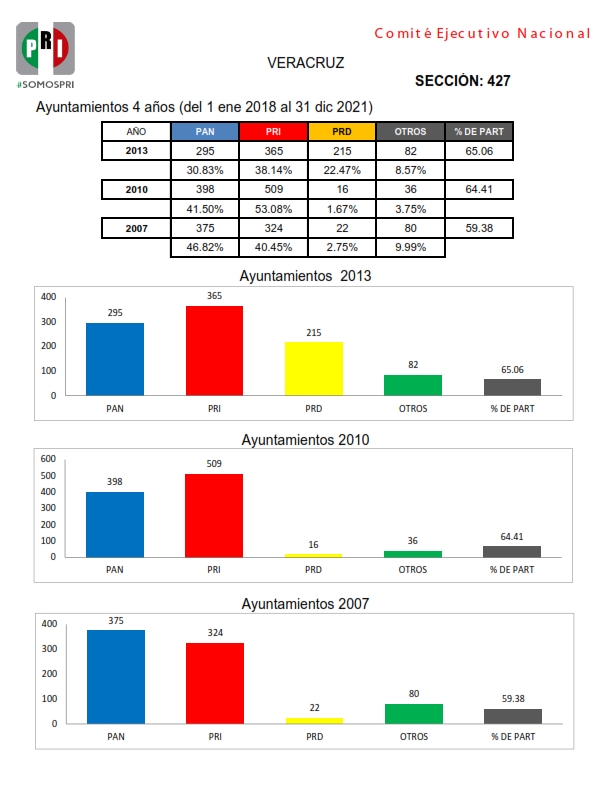 Comité Ejecutivo Nacional
PRI
#SOMOSPRI
VERACRUZ
SECCIÓN: 427
Ayuntamientos 4 años (del 1 ene 2018 al 31 dic 2021)
AÑO PAN PRI PRD OTROS % DE PART
2013 295 365 215 82 65.06
30.83% 38.14% 22.47% 8.57%
2010 398 509 16 36 64.41
41.50% 53.08% 1.67% 3.75%
2007 375 324 22 80 59.38
46.82% 40.45% 2.75% 9.99%
Ayuntamientos 2013
400
300
200
100
0
295 365 215 82 65.06
PAN PRI PRD OTROS % DE PART
Ayuntamientos 2010
600
500
400
300
200
100
0
398 509 16 36 64.41
PAN PRI PRD OTROS % DE PART
Ayuntamientos 2007
400
300
200
100
0
375 324 22 80 59.38
PAN PRI PRD OTROS % DE PART